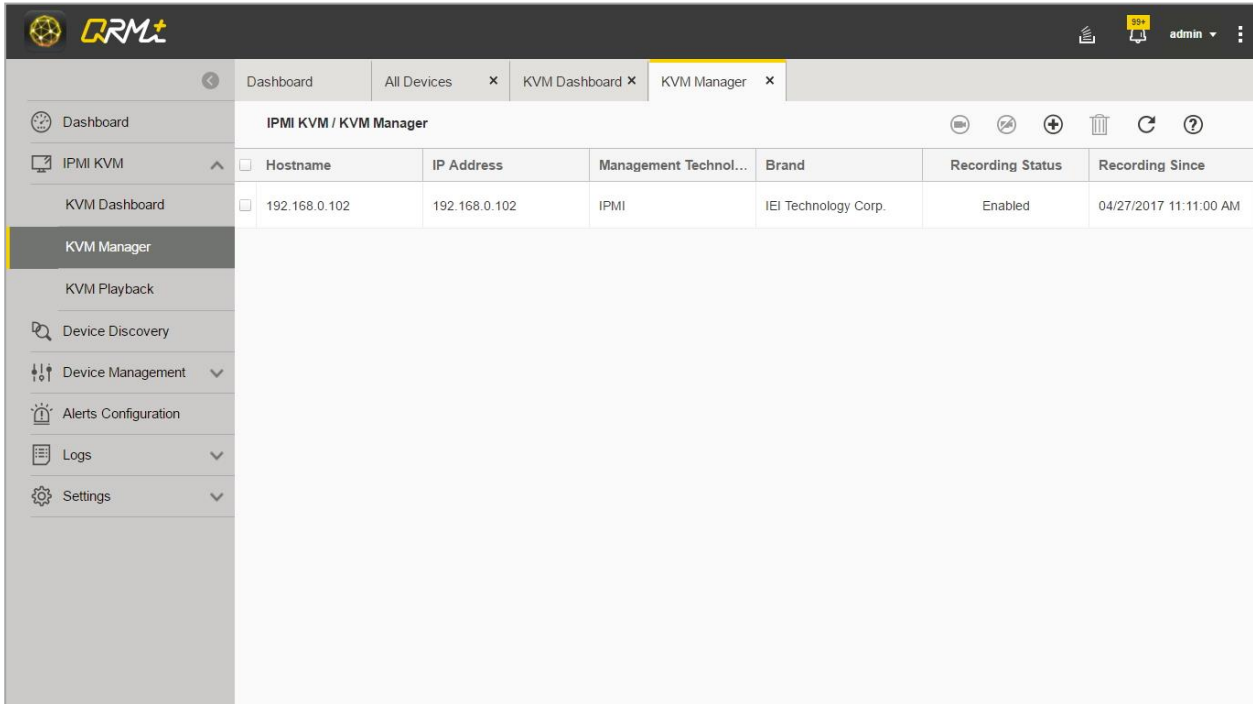 QRM+
99+
admin
Dashboard
All Devices
KVM Dashboard
KVM Manager
Dashboard
IPMI KVM
KVM Dashboard
KVM Manager
KVM Playback
Device Discovery
Device Management
Alerts Configuration
Logs
Settings
IPMI KVM / KVM Manager
Hostname IP Address Management Technol... Brand Recording Status Recording Since
192.168.0.102 192.168.0.102 IPMI IEI Technology Corp. Enabled 04/27/2017 11:11:00 AM